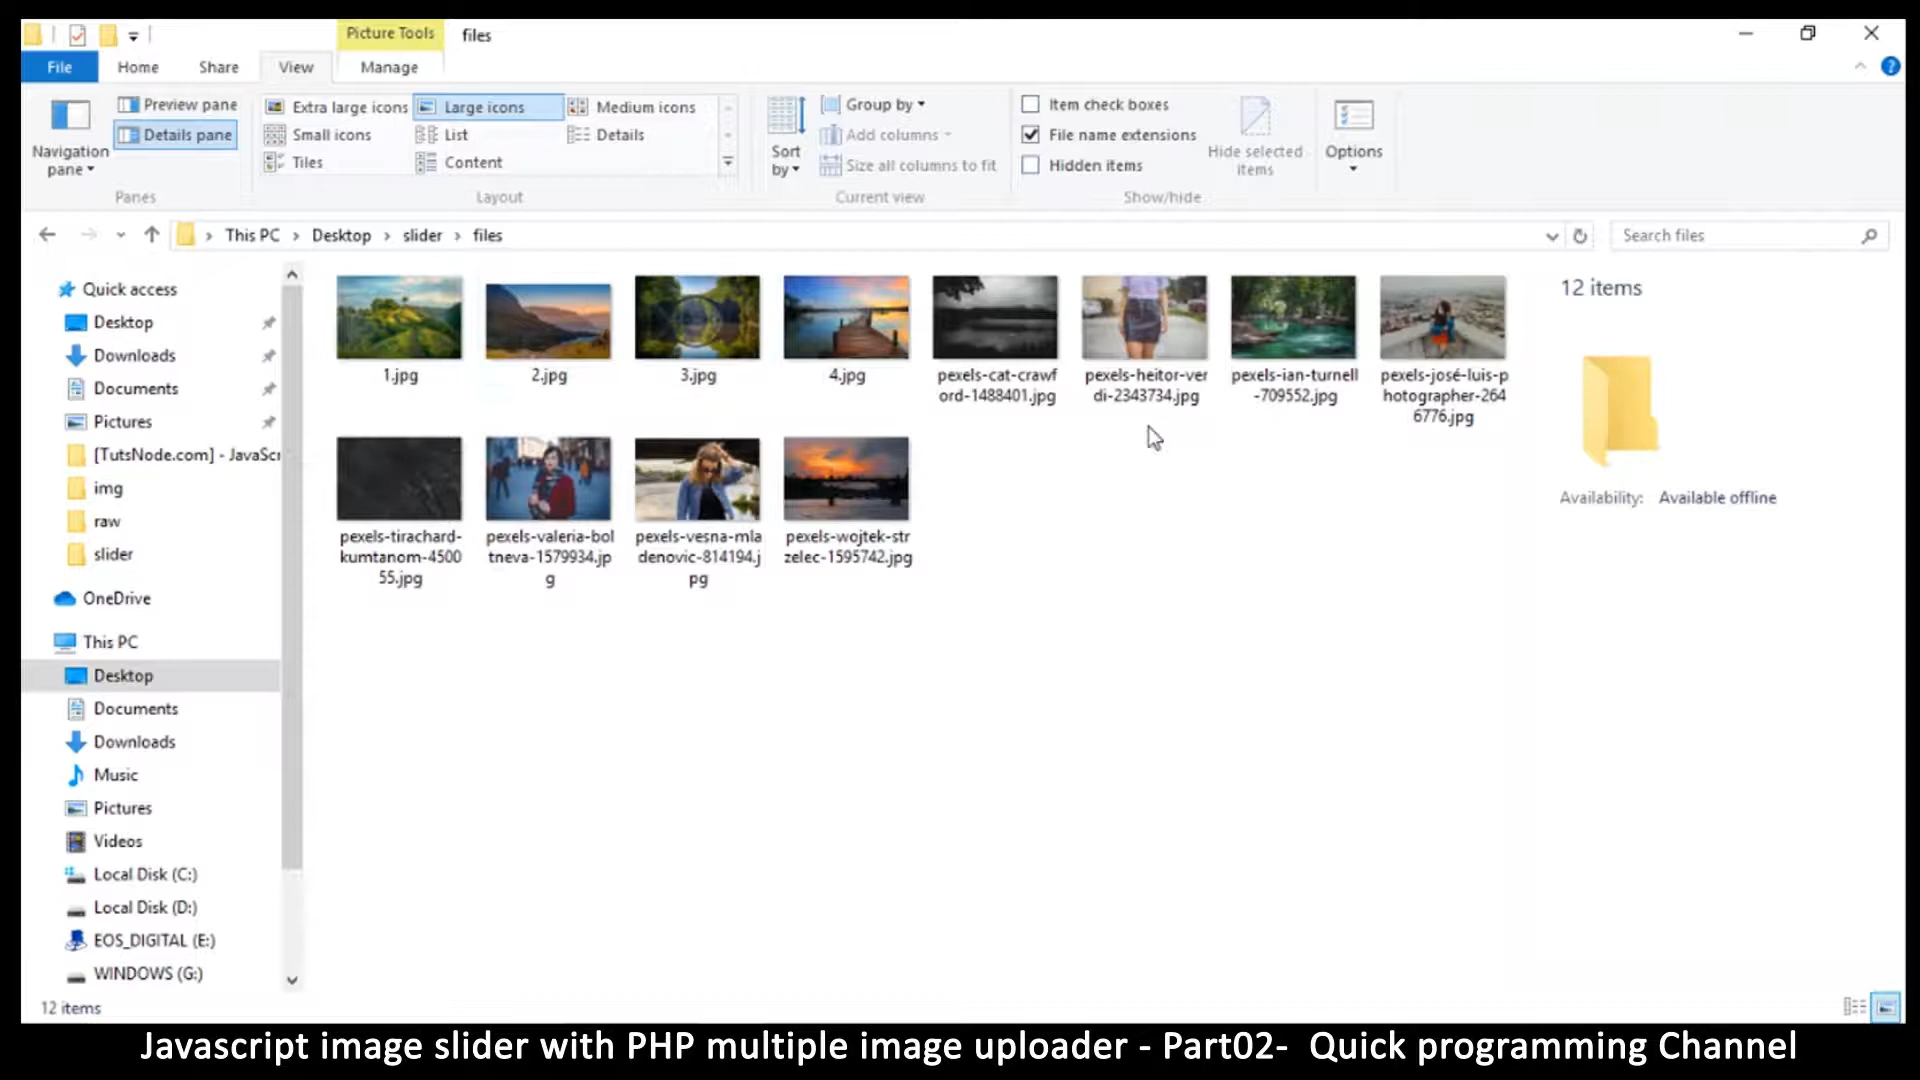 Picture Tools
files
File
Home
Share
View
Manage
Navigation
pane
Preview pane
Details pane
Panes
Extra large icons
Large icons
Medium icons
Small icons
List
Details
Tiles
Content
Layout
Sort
by
Group by
Add columns
Size all columns to fit
Current view
Item check boxes
File name extensions
Hidden items
Hide selected
items
Show/hide
Options
This PC
Desktop
slider
files
Search files
Quick access
Desktop
Downloads
Documents
Pictures
[TutsNode.com] - JavaScr
img
raw
slider
OneDrive
This PC
Desktop
Documents
Downloads
Music
Pictures
Videos
Local Disk (C:)
Local Disk (D:)
EOS_DIGITAL (E:)
WINDOWS (G:)
1.jpg
2.jpg
3.jpg
4.jpg
pexels-cat-crawf
ord-1488401.jpg
pexels-heitor-ver
di-2343734.jpg
pexels-ian-turnell
-709552.jpg
pexels-josé-luis-p
hotographer-264
6776.jpg
pexels-tirachard-
kumtanom-4500
55.jpg
pexels-valeria-bol
tneva-1579934.jp
g
pexels-vesna-mla
denovic-814194.j
pg
pexels-wojtek-str
zelec-1595742.jpg
12 items
Availability: Available offline
12 items
Javascript image slider with PHP multiple image uploader - Part02- Quick programming Channel